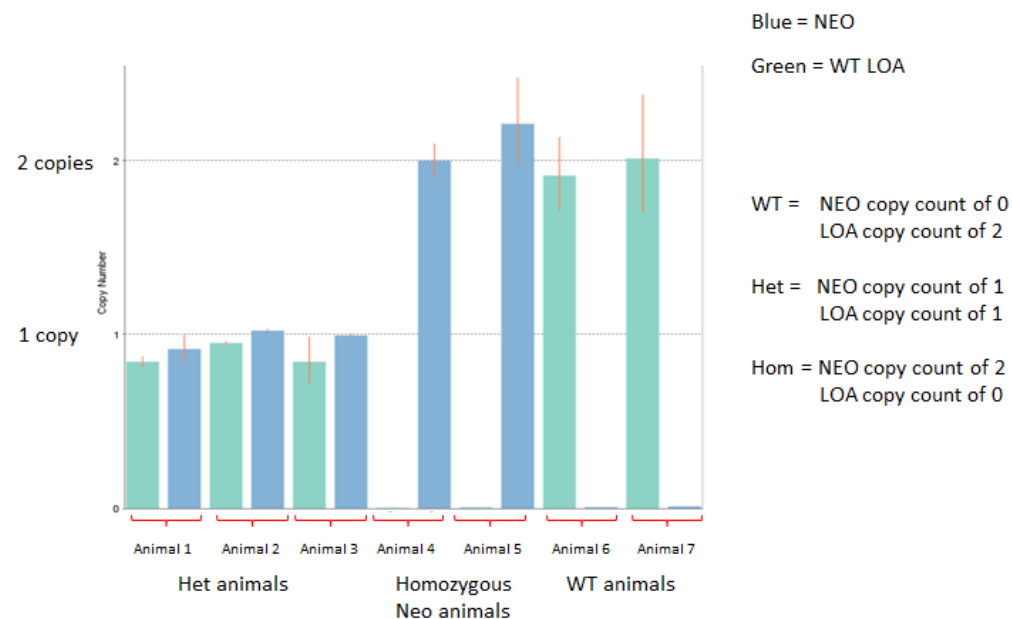 Blue = NEO
Green = WT LOA
2 copies
2
WT = NEO copy count of 0
LOA copy count of 2
Copy Number
Het = NEO copy count of 1
LOA copy count of 1
1 copy
1
Hom = NEO copy count of 2
LOA copy count of 0
0
Animal 1 Animal 2 Animal 3 Animal 4 Animal 5 Animal 6 Animal 7
Het animals
Homozygous
Neo animals
WT animals